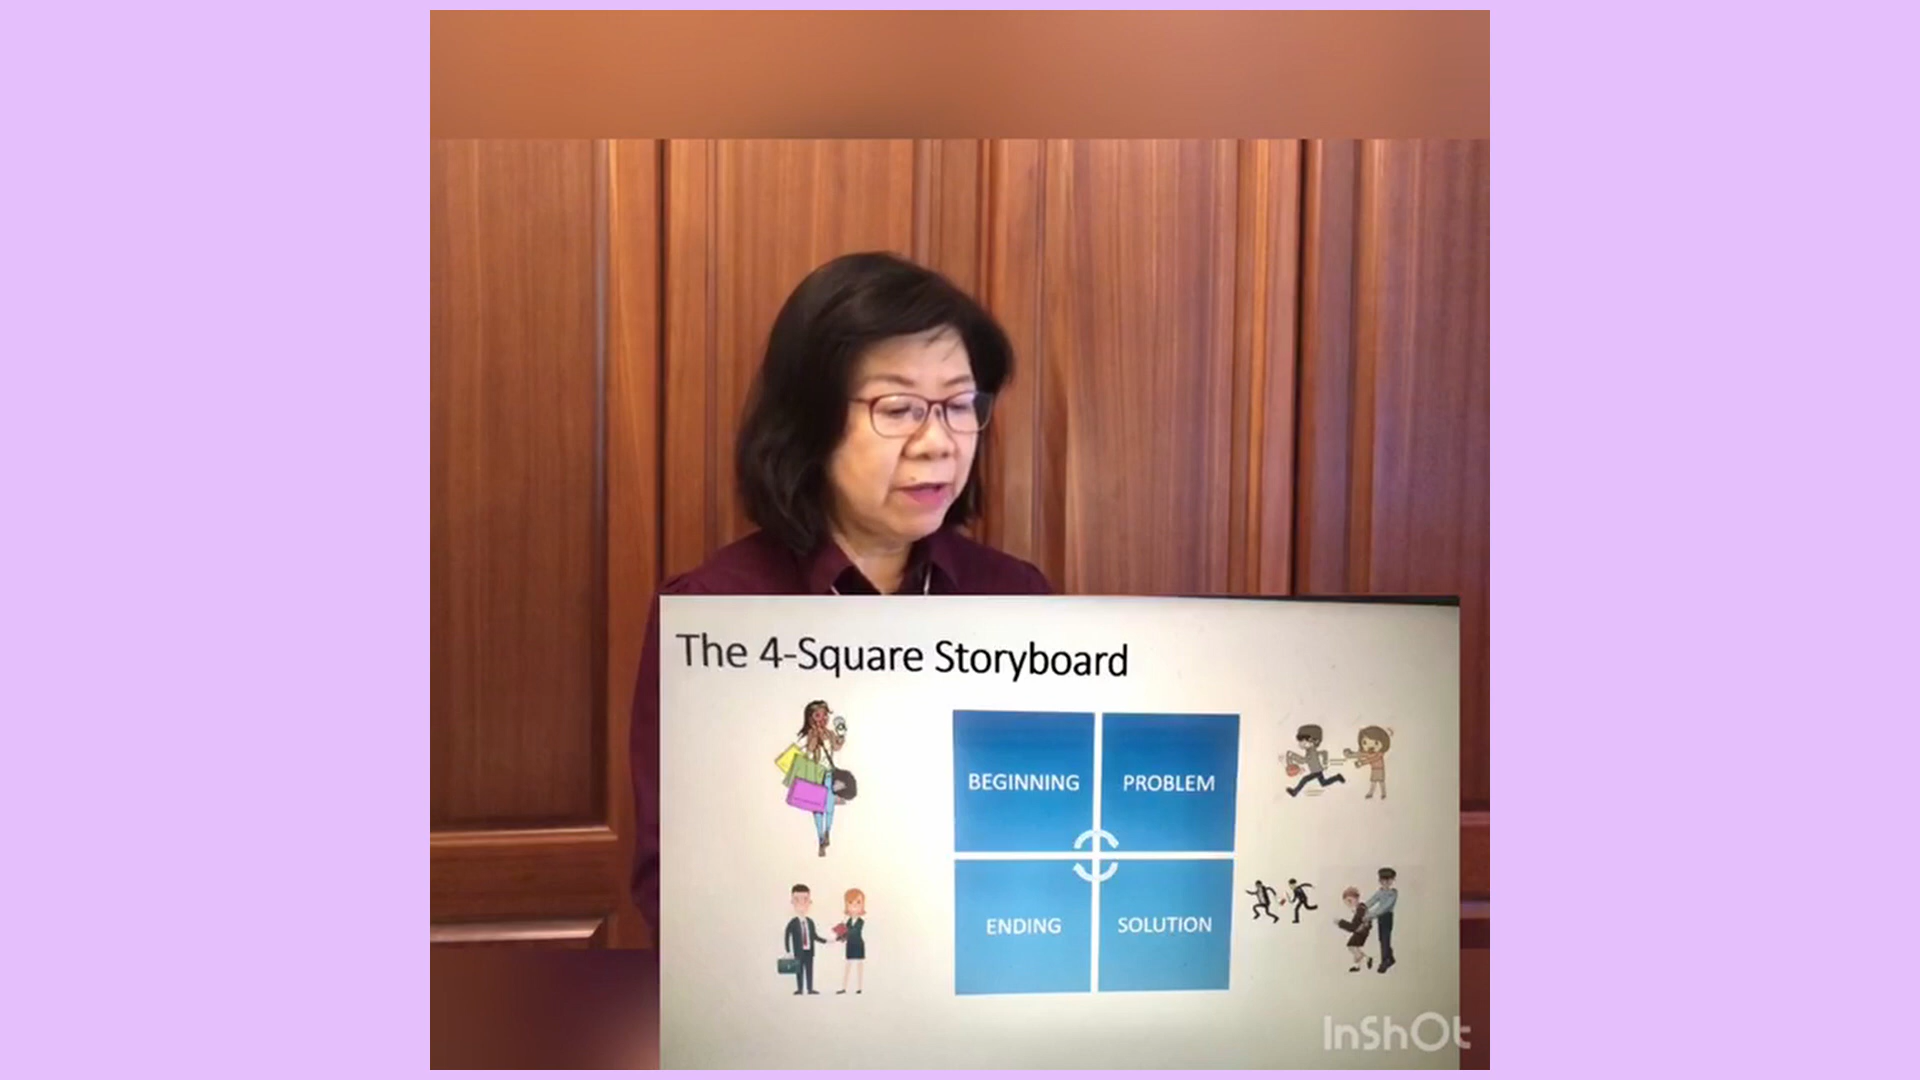 The 4-Square Storyboard
BEGINNING
PROBLEM
ENDING
SOLUTION
InShOt